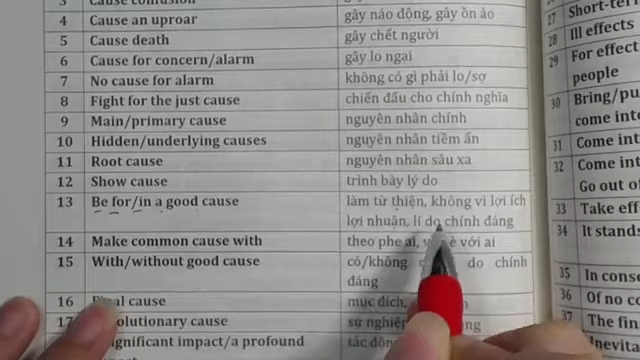 3 Cause confusion
4 Cause an uproar gây náo động, gây ồn ào
5 Cause death gây chết người
6 Cause for concern/alarm gây lo ngại
7 No cause for alarm không có gì phải lo/sợ
8 Fight for the just cause chiến đấu cho chính nghĩa
9 Main/primary cause nguyên nhân chính
10 Hidden/underlying causes nguyên nhân tiềm ẩn
11 Root cause nguyên nhân sâu xa
12 Show cause trình bày lý do
13 Be for/in a good cause làm từ thiện, không vì lợi ích
lợi nhuận, lí do chính đáng
14 Make common cause with theo phe ai, với ai
15 With/without good cause có/không do chính
đáng
16 cause mục đích,
17 sự nghiệp
a profound
27 Short-ter
28 Ill effects
29 For effect
people
30 Bring/pu
come int
31 Come int
32 Come int
Go out o
33 Take eff
34 It stands
35 In cons
36 Of no c
37 The fin